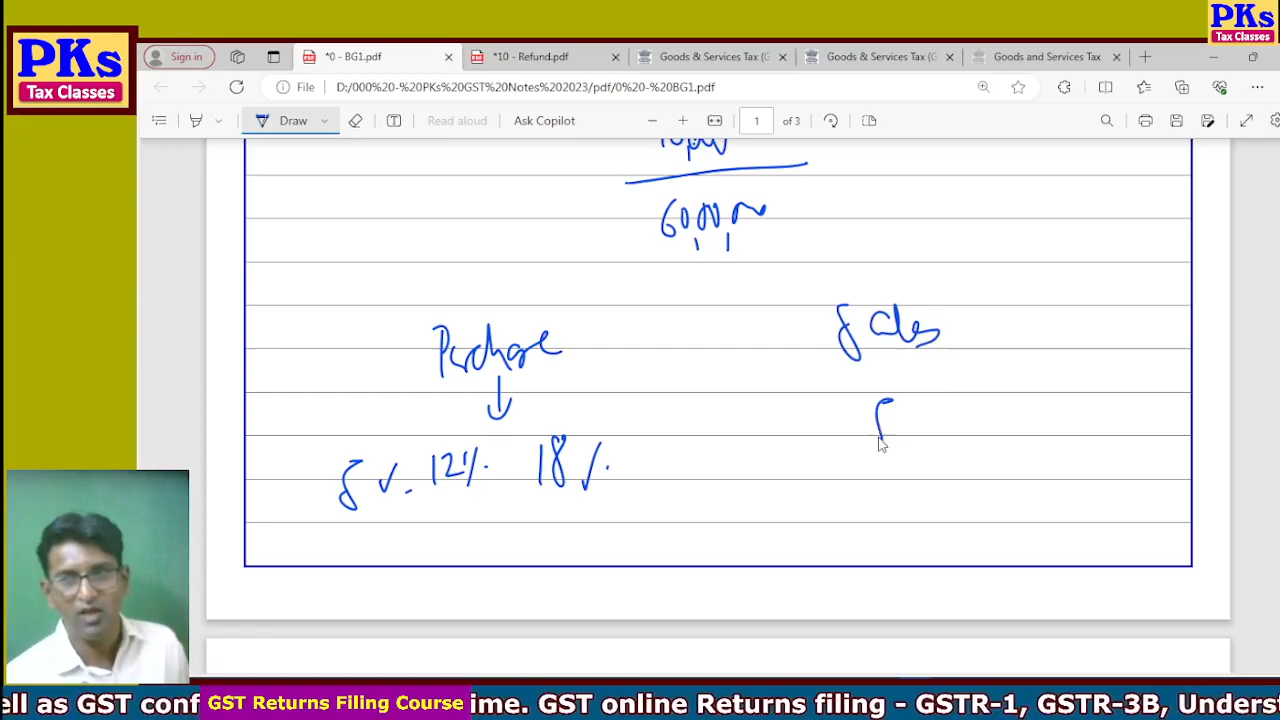 PKs
Tax Classes
PKs
Tax Classes
Sign in
*0 - BG1.pdf
*10 - Refund.pdf
Goods & Services Tax (G
Goods & Services Tax (G
Goods and Services Tax
File
D:/000%20-%20PKs%20GST%20Notes%202023/pdf/0%20-%20BG1.pdf
Draw
Read aloud
Ask Copilot
1
of 3
Purchase
Sales
5%. 12%. 18%.
ell as GST conf
GST Returns Filing Course
ime. GST online Returns filing - GSTR-1, GSTR-3B, Unders